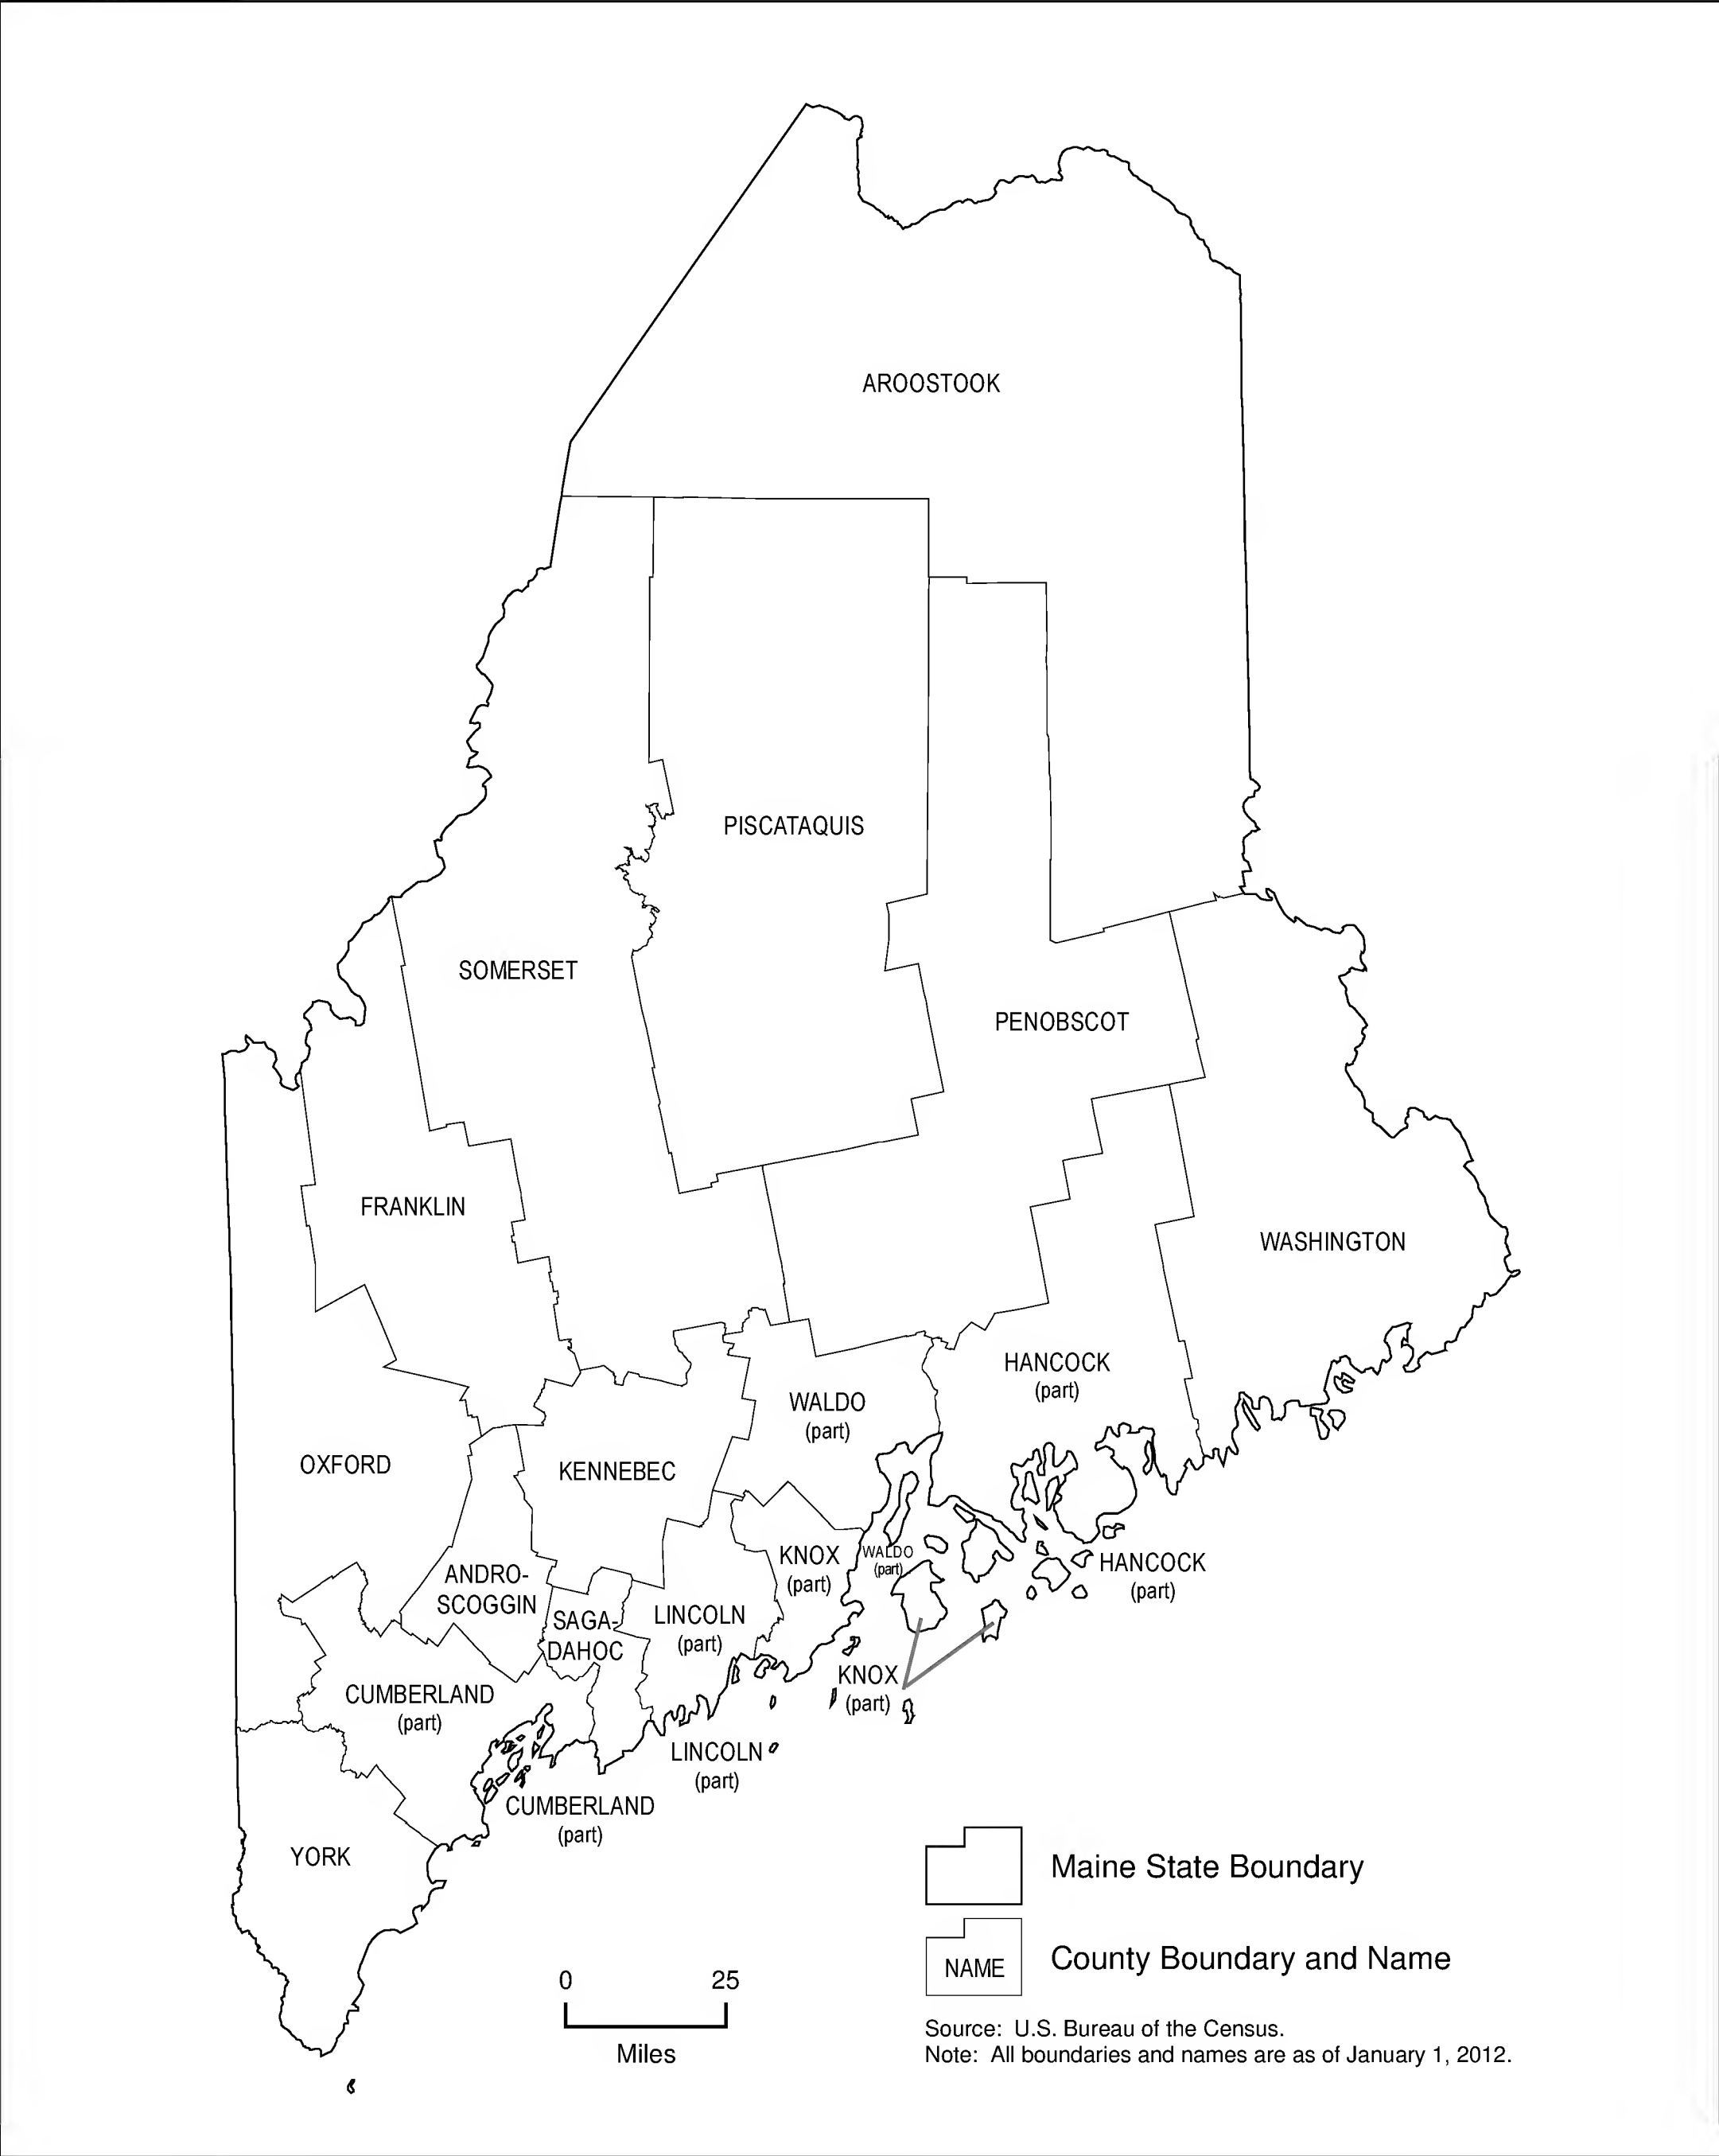 AROOSTOOK
PISCATAQUIS
SOMERSET
PENOBSCOT
FRANKLIN
WASHINGTON
HANCOCK
(part)
WALDO
(part)
OXFORD
KENNEBEC
KNOX
(part)
WALDO
(part)
HANCOCK
(part)
ANDRO-
SCOGGIN
SAGA-
DAHOC
LINCOLN
(part)
KNOX
(part)
CUMBERLAND
(part)
LINCOLN
(part)
CUMBERLAND
(part)
YORK
Maine State Boundary
NAME
County Boundary and Name
0 25
Miles
Source: U.S. Bureau of the Census.
Note: All boundaries and names are as of January 1, 2012.